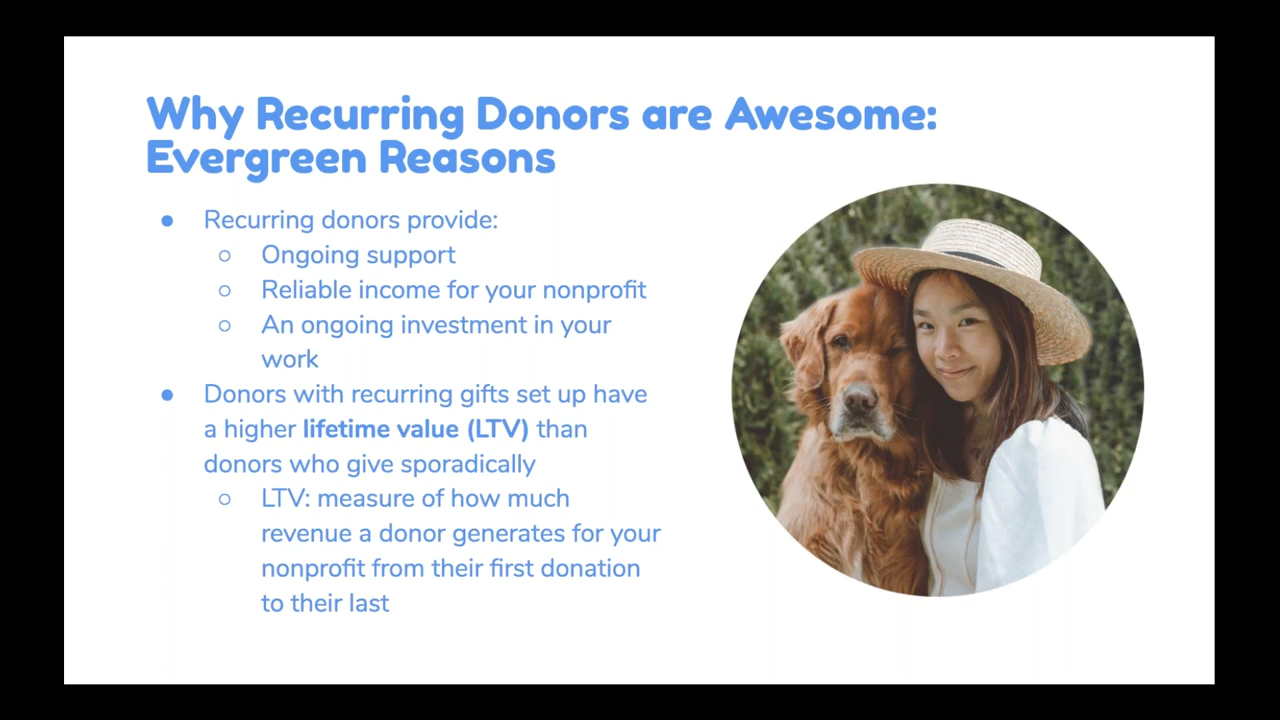 Why Recurring Donors are Awesome:
Evergreen Reasons
● Recurring donors provide:
○ Ongoing support
○ Reliable income for your nonprofit
○ An ongoing investment in your
work
● Donors with recurring gifts set up have
a higher lifetime value (LTV) than
donors who give sporadically
○ LTV: measure of how much
revenue a donor generates for your
nonprofit from their first donation
to their last